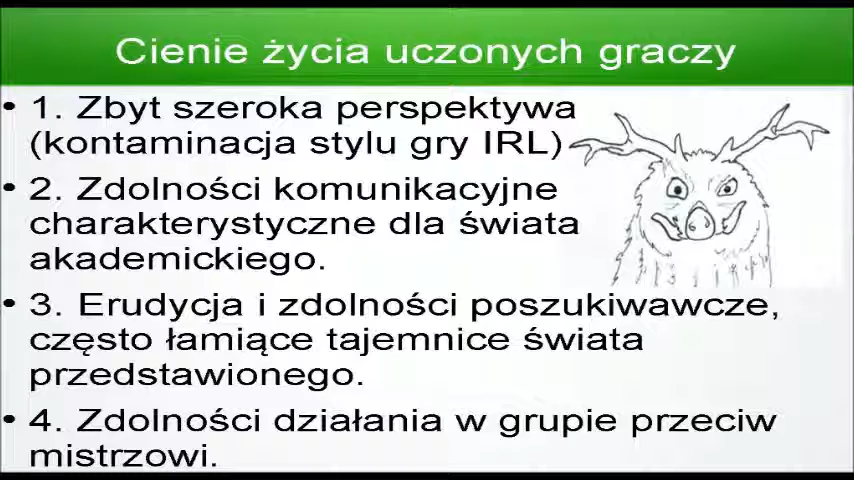 Cienie życia uczonych graczy
• 1. Zbyt szeroka perspektywa
(kontaminacja stylu gry IRL)
• 2. Zdolności komunikacyjne
charakterystyczne dla świata
akademickiego.
• 3. Erudycja i zdolności poszukiwawcze,
często łamiące tajemnice świata
przedstawionego.
• 4. Zdolności działania w grupie przeciw
mistrzowi.